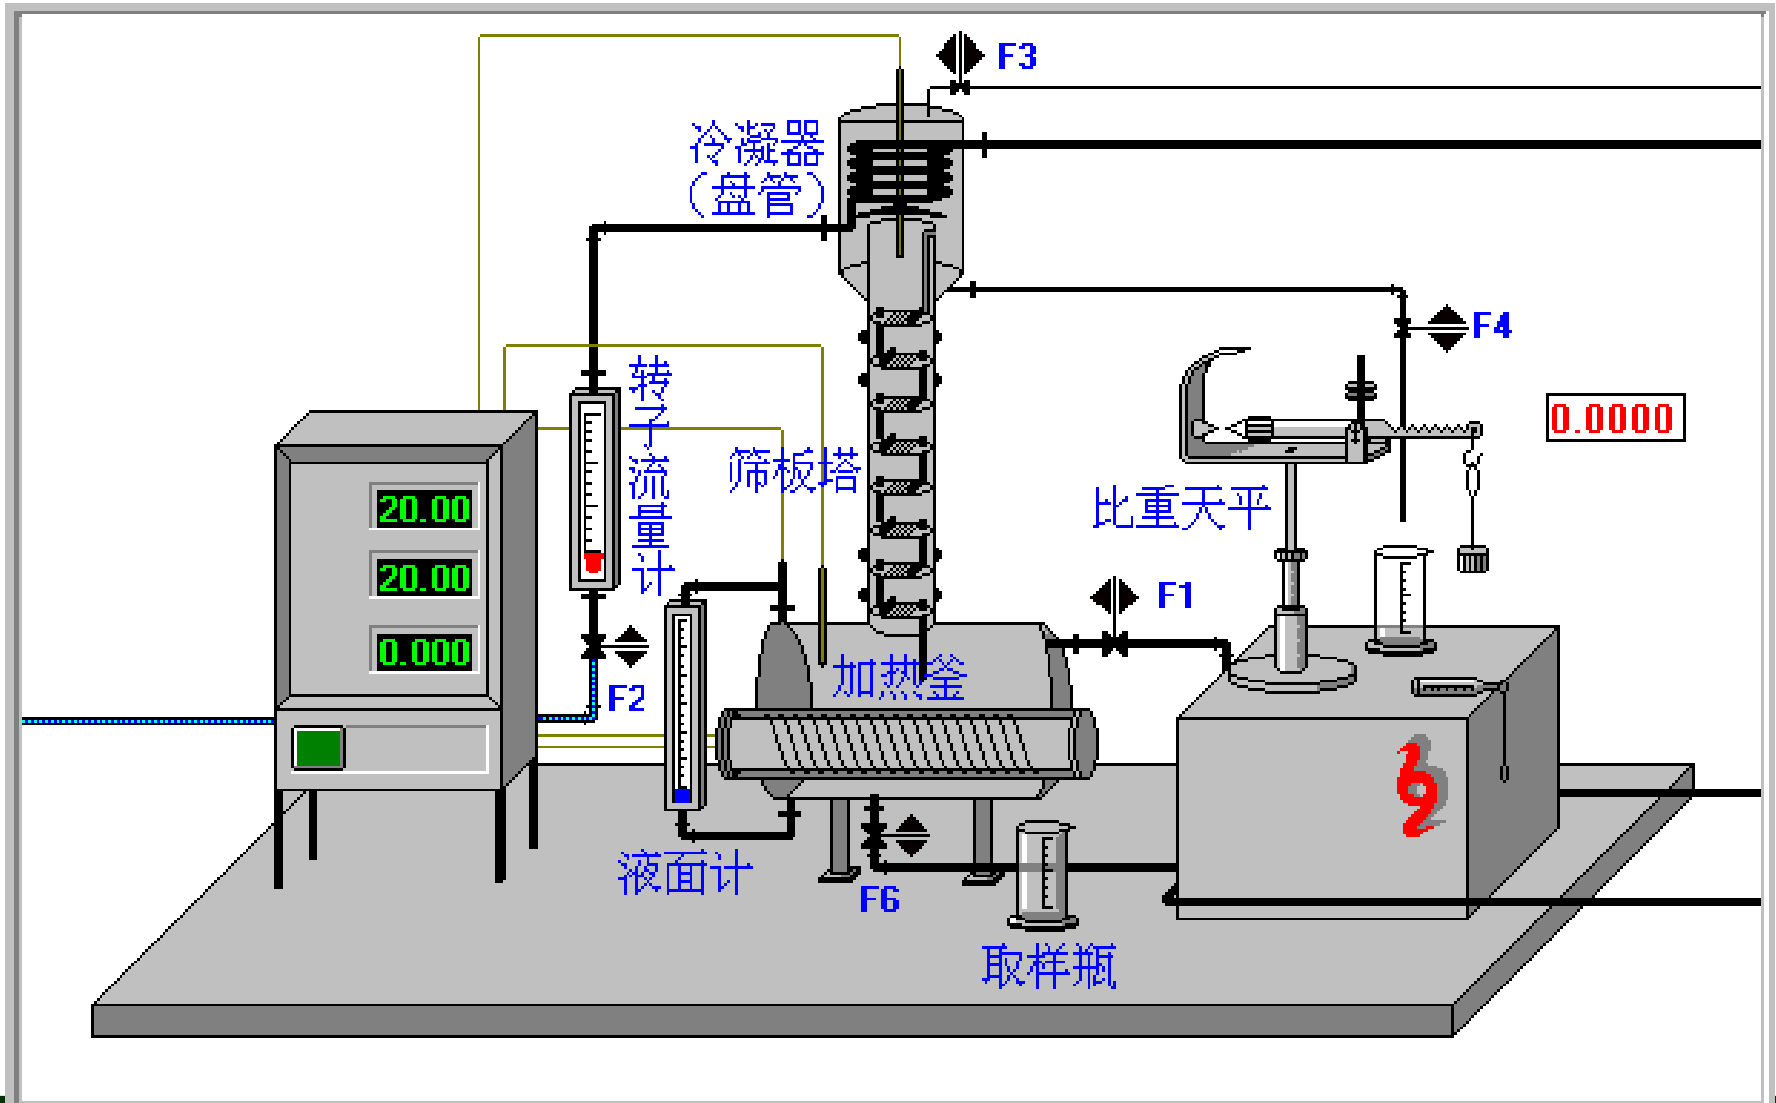 F3
冷凝器
（盘管）
F4
转子流量计
0.0000
筛板塔
比重天平
20.00
20.00
0.000
F1
加热釜
F2
液面计
F6
取样瓶